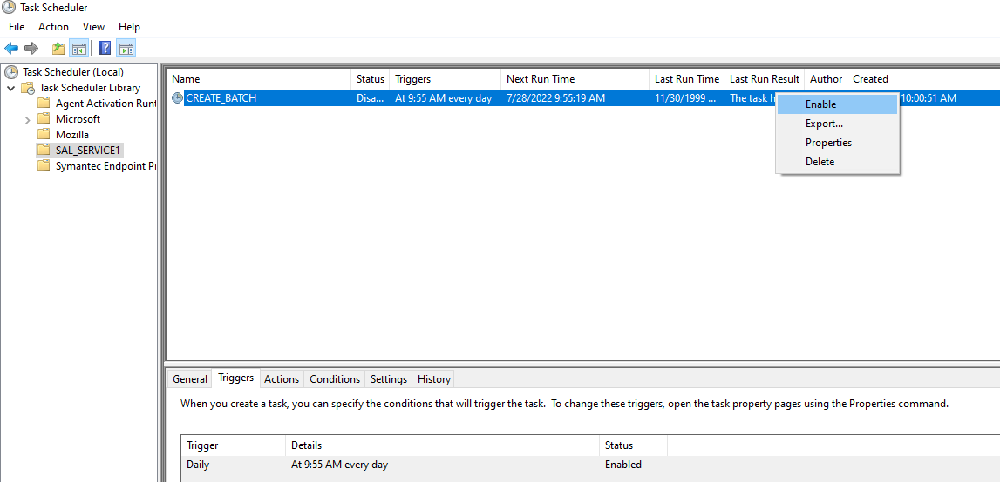 Task Scheduler
File Action View Help
Task Scheduler (Local)
Task Scheduler Library
Agent Activation Runt
Microsoft
Mozilla
SAL_SERVICE1
Symantec Endpoint Pr
Name Status Triggers Next Run Time Last Run Time Last Run Result Author Created
CREATE_BATCH Disa... At 9:55 AM every day 7/28/2022 9:55:19 AM 11/30/1999 ... The task h 10:00:51 AM
Enable
Export...
Properties
Delete
General Triggers Actions Conditions Settings History
When you create a task, you can specify the conditions that will trigger the task. To change these triggers, open the task property pages using the Properties command.
Trigger Details Status
Daily At 9:55 AM every day Enabled